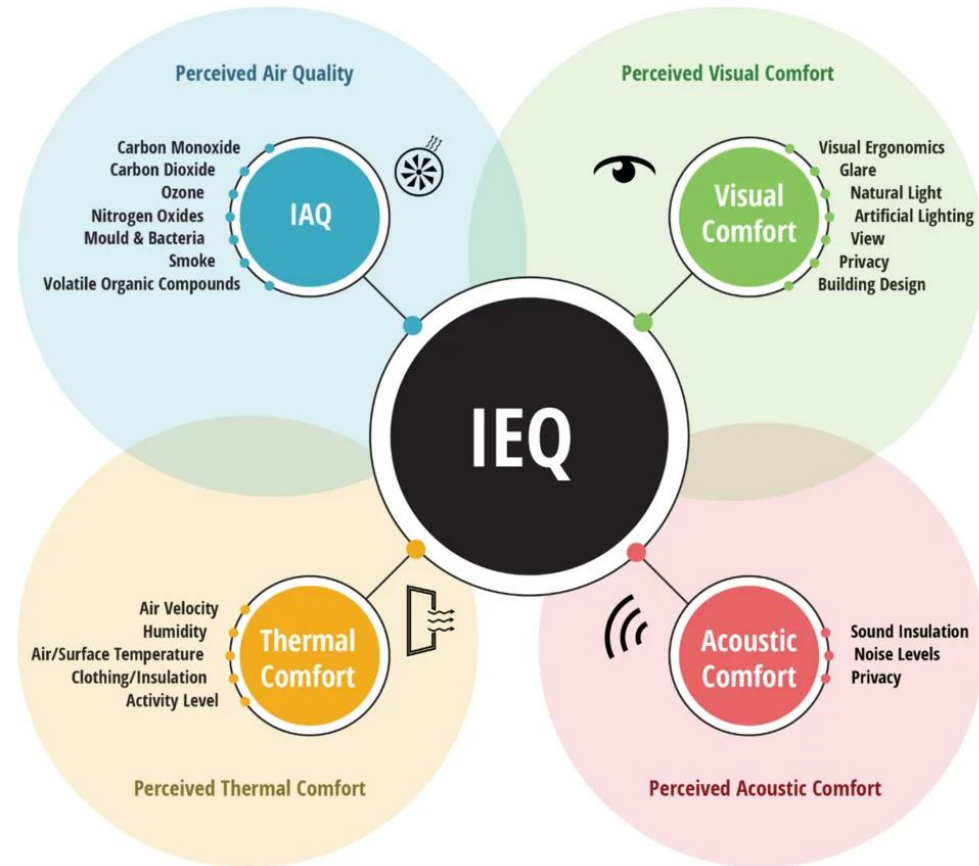 Perceived Air Quality
Carbon Monoxide
Carbon Dioxide
Ozone
Nitrogen Oxides
Mould & Bacteria
Smoke
Volatile Organic Compounds
IAQ
Perceived Visual Comfort
Visual
Comfort
Visual Ergonomics
Glare
Natural Light
Artificial Lighting
View
Privacy
Building Design
IEQ
Air Velocity
Humidity
Air/Surface Temperature
Clothing/Insulation
Activity Level
Thermal
Comfort
Perceived Thermal Comfort
Acoustic
Comfort
Sound Insulation
Noise Levels
Privacy
Perceived Acoustic Comfort